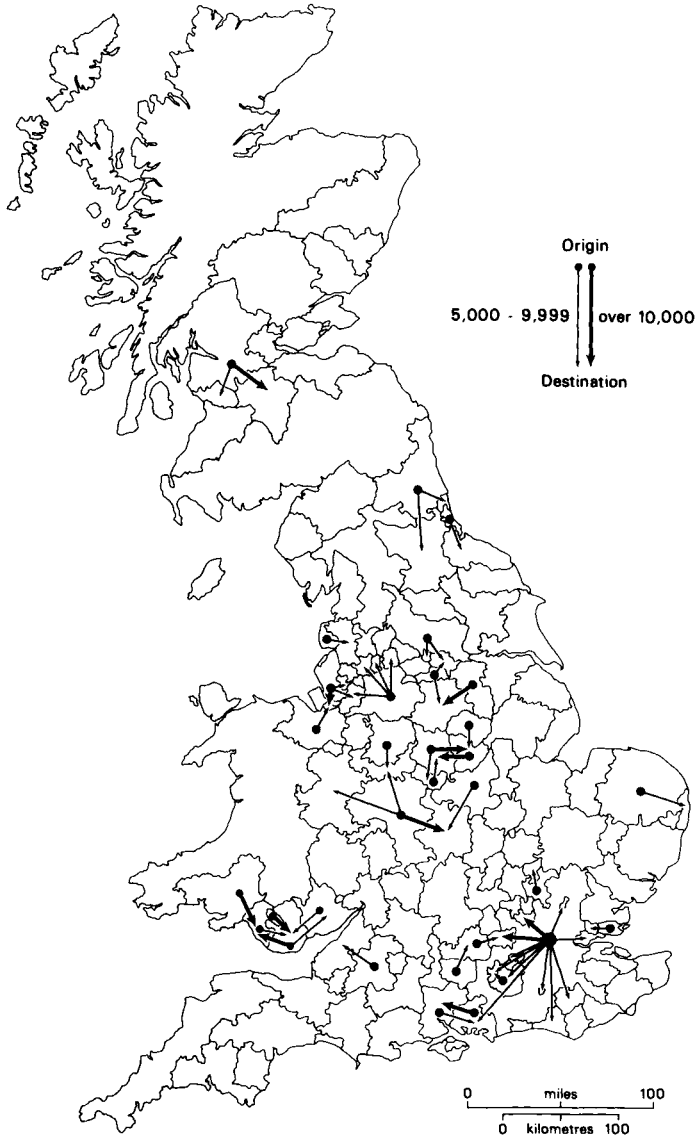 Origin
5,000 - 9,999 over 10,000
Destination
0 miles 100
0 kilometres 100